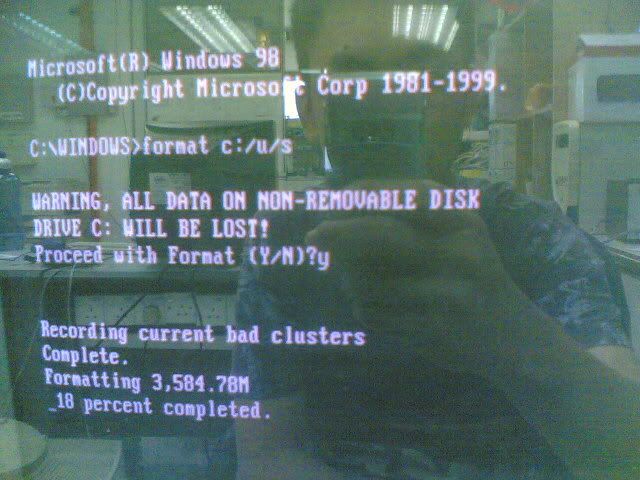 Microsoft(R) Windows 98
(C)Copyright Microsoft Corp 1981-1999.
C:\WINDOWS>format c:/u/s
WARNING, ALL DATA ON NON-REMOVABLE DISK
DRIVE C: WILL BE LOST!
Proceed with Format (Y/N)?y
Recording current bad clusters
Complete.
Formatting 3,584.78M
_18 percent completed.